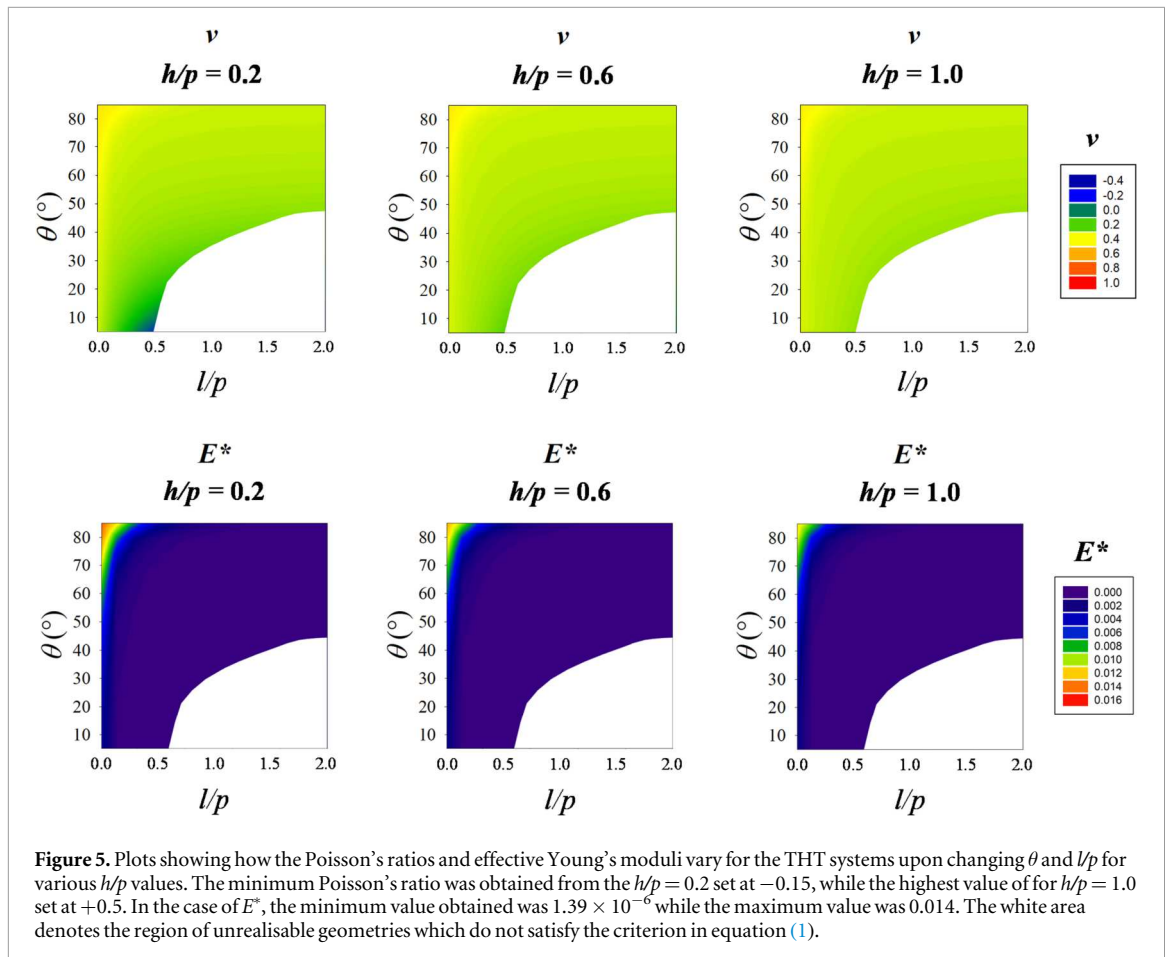 ν
h/p = 0.2
ν
h/p = 0.6
ν
h/p = 1.0
θ(°)
80
70
60
50
40
30
20
10
0.0 0.5 1.0 1.5 2.0
l/p
θ(°)
80
70
60
50
40
30
20
10
0.0 0.5 1.0 1.5 2.0
l/p
θ(°)
80
70
60
50
40
30
20
10
0.0 0.5 1.0 1.5 2.0
l/p
ν
-0.4
-0.2
0.0
0.2
0.4
0.6
0.8
1.0
E*
h/p = 0.2
E*
h/p = 0.6
E*
h/p = 1.0
θ(°)
80
70
60
50
40
30
20
10
0.0 0.5 1.0 1.5 2.0
l/p
θ(°)
80
70
60
50
40
30
20
10
0.0 0.5 1.0 1.5 2.0
l/p
θ(°)
80
70
60
50
40
30
20
10
0.0 0.5 1.0 1.5 2.0
l/p
E*
0.000
0.002
0.004
0.006
0.008
0.010
0.012
0.014
0.016
Figure 5. Plots showing how the Poisson's ratios and effective Young's moduli vary for the THT systems upon changing θ and l/p for
various h/p values. The minimum Poisson's ratio was obtained from the h/p = 0.2 set at −0.15, while the highest value of for h/p = 1.0
set at +0.5. In the case of E*, the minimum value obtained was 1.39 × 10⁻⁶ while the maximum value was 0.014. The white area
denotes the region of unrealisable geometries which do not satisfy the criterion in equation (1).